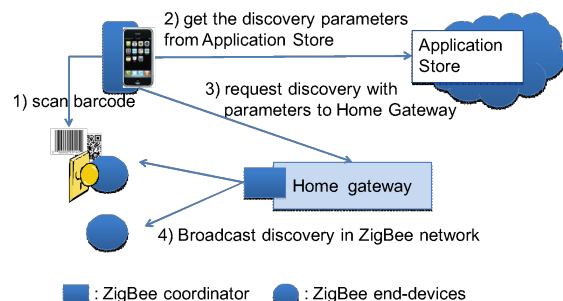 2) get the discovery parameters
from Application Store
Application
Store
1) scan barcode
3) request discovery with
parameters to Home Gateway
Home gateway
4) Broadcast discovery in ZigBee network
: ZigBee coordinator
: ZigBee end-devices